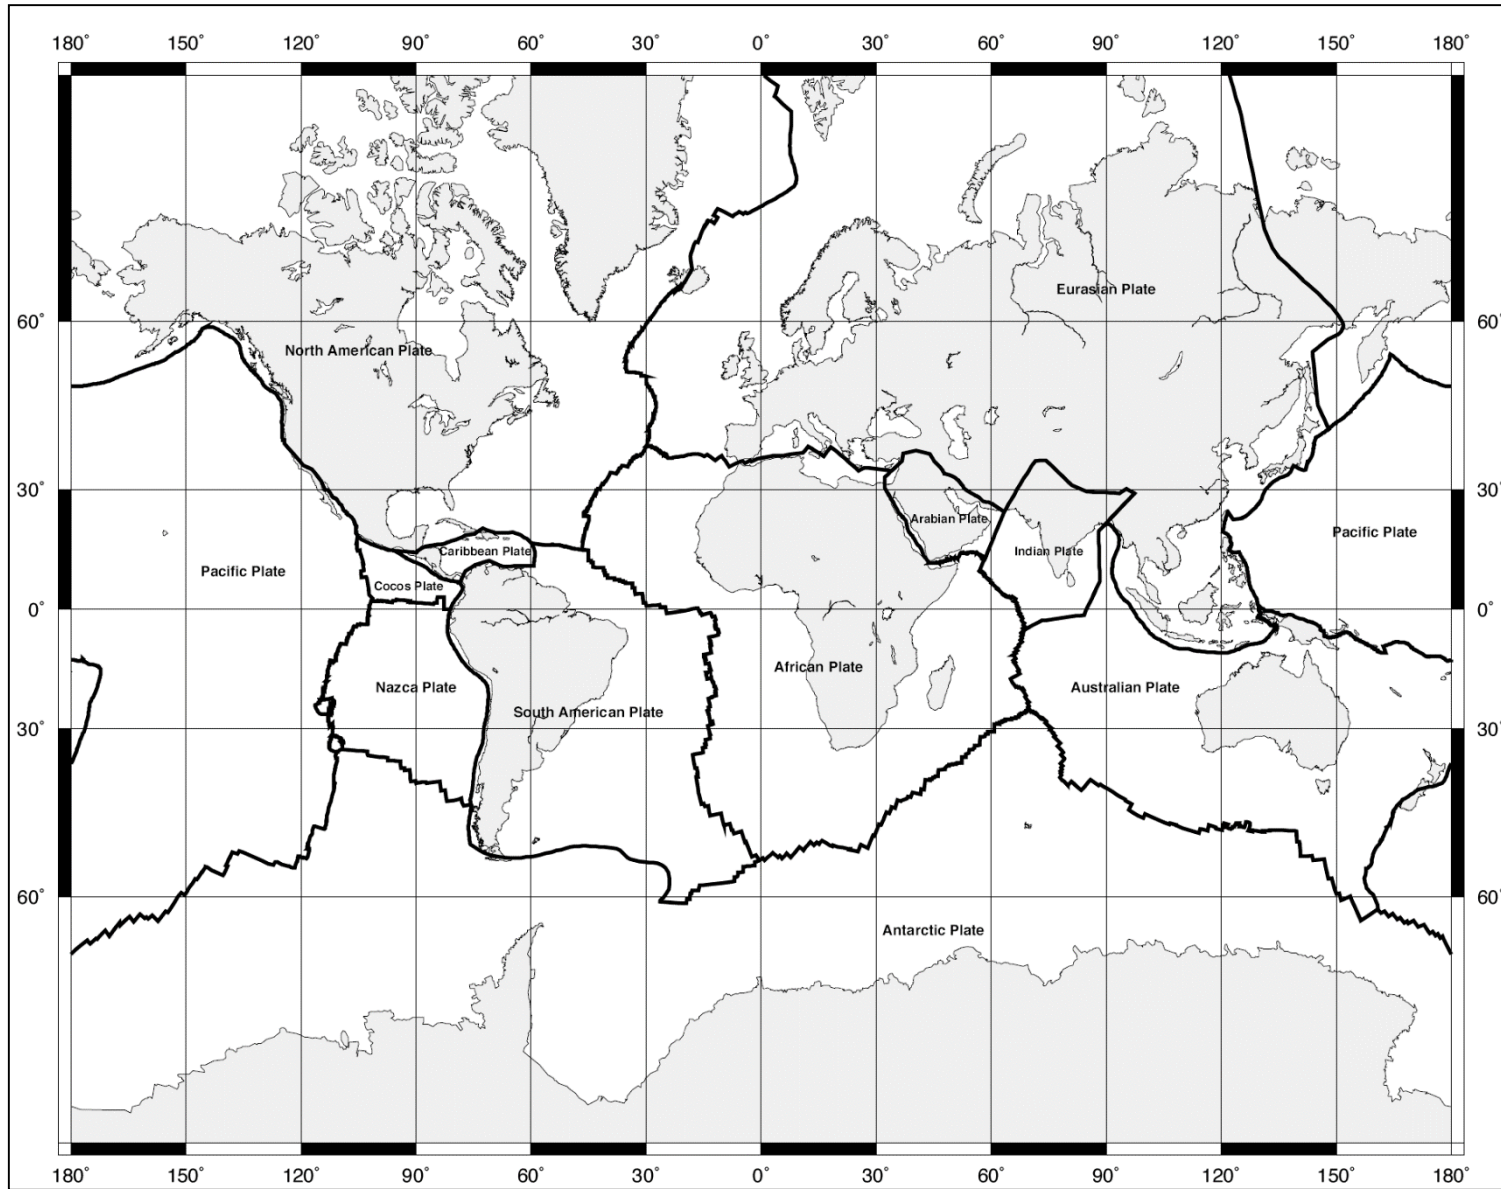 180° 150° 120° 90° 60° 30° 0 30° 60° 90° 120° 150° 180°
Eurasian Plate
60° 60°
North American Plate
30° 30°
Arabian Plate
Pacific Plate
Caribbean Plate
Indian Plate
Pacific Plate
Cocos Plate
0° 0°
African Plate
Nazca Plate
Australian Plate
South American Plate
30° 30°
60° 60°
Antarctic Plate
180° 150° 120° 90° 60° 30° 0 30° 60° 90° 120° 150° 180°